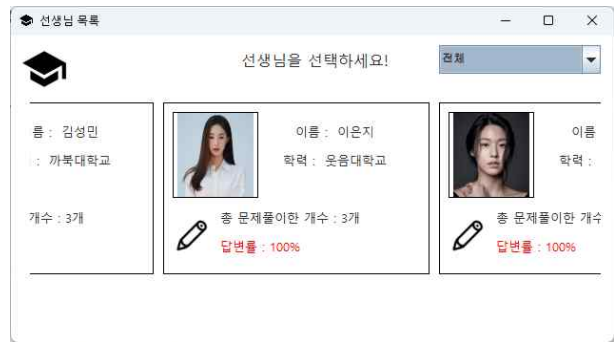 선생님 목록
선생님을 선택하세요!
전체
름 : 김성민
: 까북대학교
개수 : 3개
이름 : 이은지
학력 : 웃음대학교
총 문제풀이한 개수 : 3개
답변률 : 100%
이름
학력 :
총 문제풀이한 개수
답변률 : 100%